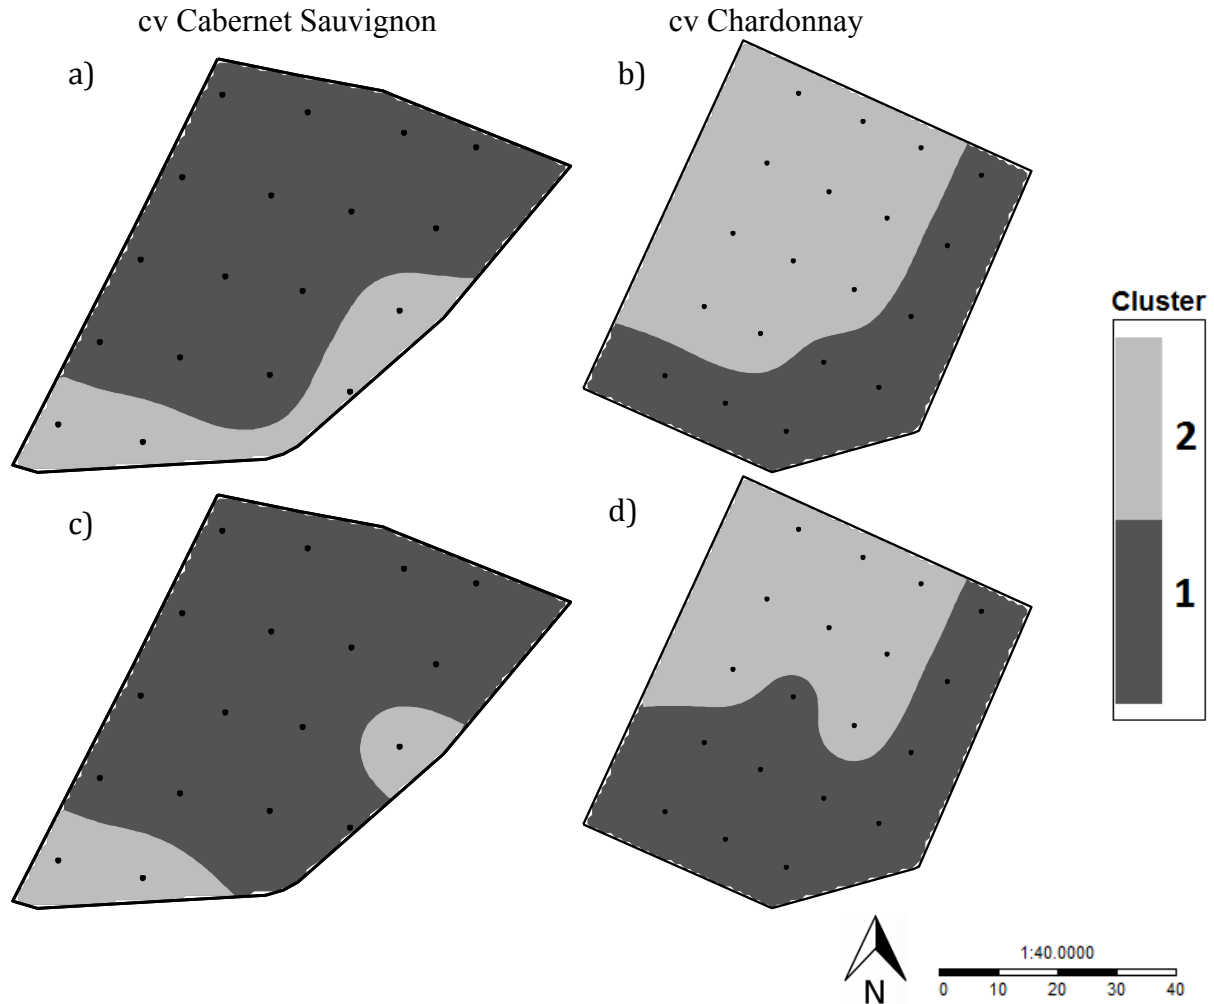 cv Cabernet Sauvignon
cv Chardonnay
a)
b)
Cluster
2
1
c)
d)
N
1:40.0000
0 10 20 30 40